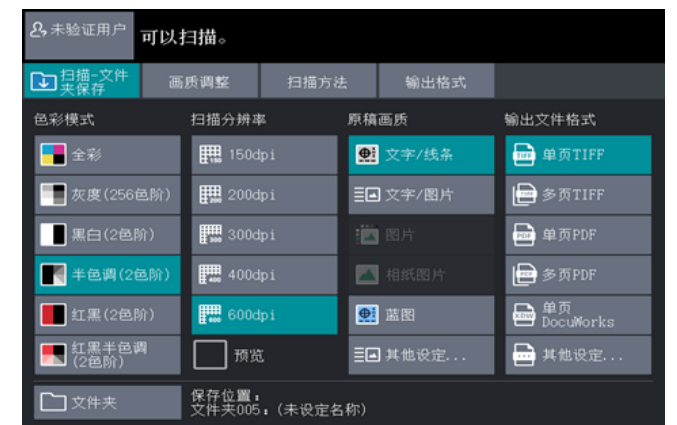 未验证用户
可以扫描。
扫描-文件
夹保存
画质调整
扫描方法
输出格式
色彩模式
扫描分辨率
原稿画质
输出文件格式
全彩
150dpi
文字/线条
单页TIFF
灰度(256色阶)
200dpi
文字/图片
多页TIFF
黑白(2色阶)
300dpi
图片
单页PDF
半色调(2色阶)
400dpi
相纸图片
多页PDF
红黑(2色阶)
600dpi
蓝图
单页
DocuWorks
红黑半色调
(2色阶)
预览
其他设定...
其他设定...
文件夹
保存位置:
文件夹005:(未设定名称)